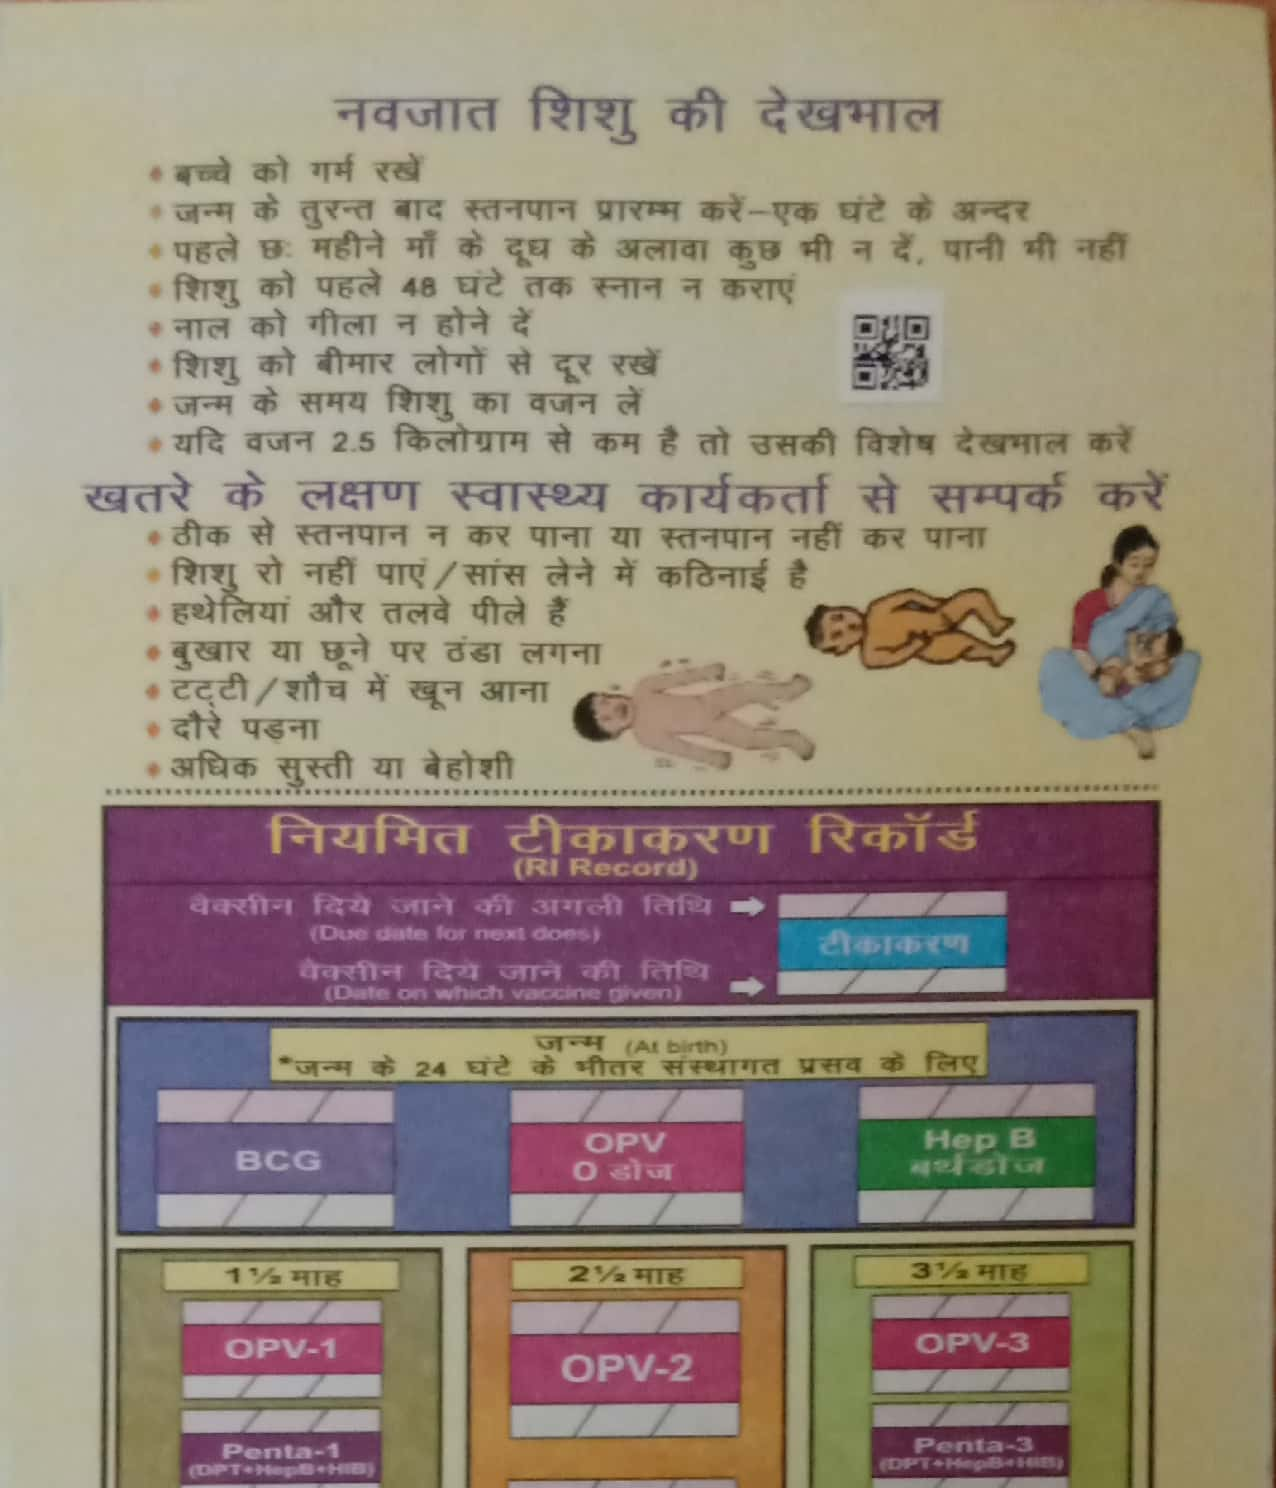 नवजात शिशु की देखभाल
बच्चे को गर्म रखें
जन्म के तुरन्त बाद स्तनपान प्रारम्भ करें–एक घंटे के अन्दर
पहले छः महीने माँ के दूध के अलावा कुछ भी न दें, पानी भी नहीं
शिशु को पहले 48 घंटे तक स्नान न कराएं
नाल को गीला न होने दें
शिशु को बीमार लोगों से दूर रखें
जन्म के समय शिशु का वजन लें
यदि वजन 2.5 किलोग्राम से कम है तो उसकी विशेष देखभाल करें
खतरे के लक्षण स्वास्थ्य कार्यकर्ता से सम्पर्क करें
ठीक से स्तनपान न कर पाना या स्तनपान नहीं कर पाना
शिशु रो नहीं पाएं/सांस लेने में कठिनाई है
हथेलियां और तलवे पीले हैं
बुखार या छूने पर ठंडा लगना
टट्टी/शौच में खून आना
दौरे पड़ना
अधिक सुस्ती या बेहोशी
नियमित टीकाकरण रिकॉर्ड
(RI Record)
वैक्सीन दिये जाने की अगली तिथि
(Due date for next does)
टीकाकरण
वैक्सीन दिये जाने की तिथि
(Date on which vaccine given)
जन्म (At birth)
*जन्म के 24 घंटे के भीतर संस्थागत प्रसव के लिए
BCG
OPV
0 डोज
Hep B
बर्थडोज
1½ माह
2½ माह
3½ माह
OPV-1
OPV-2
OPV-3
Penta-1
(DPT+HepB+HIB)
Penta-3
(DPT+HepB+HIB)